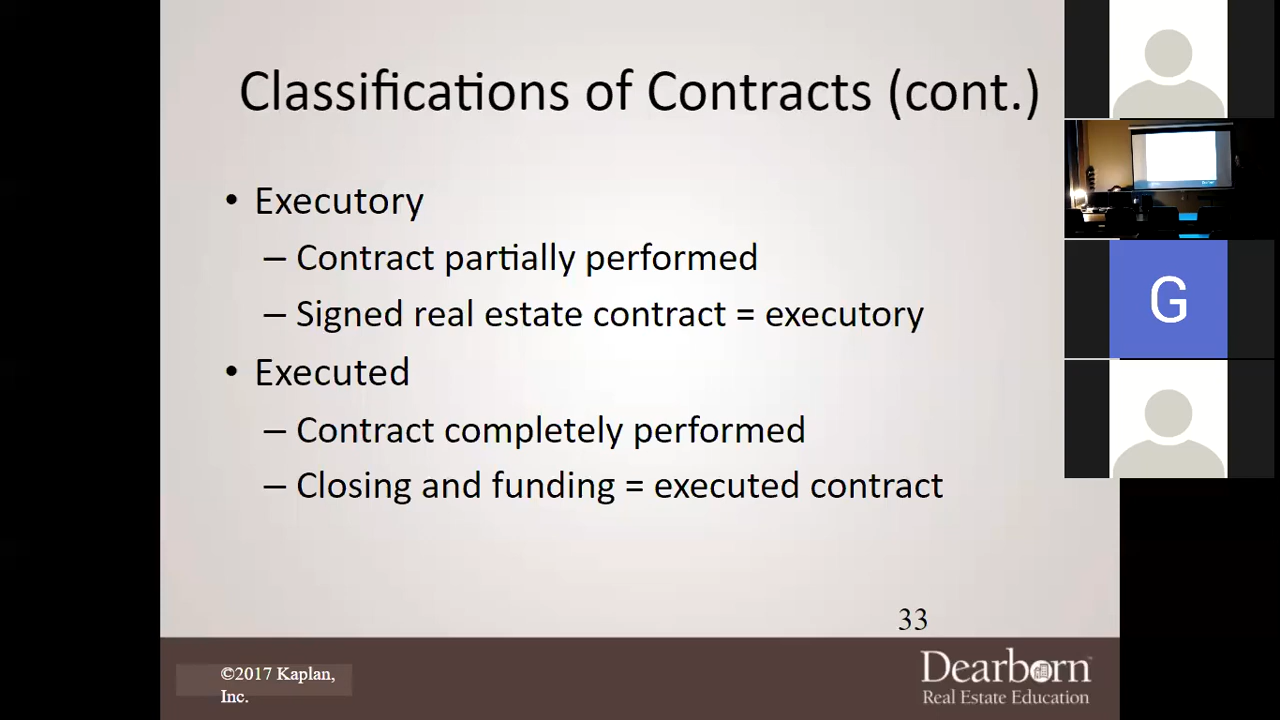 Classifications of Contracts (cont.)
• Executory
– Contract partially performed
– Signed real estate contract = executory
• Executed
– Contract completely performed
– Closing and funding = executed contract
33
©2017 Kaplan,
Inc.
Dearborn
Real Estate Education
G